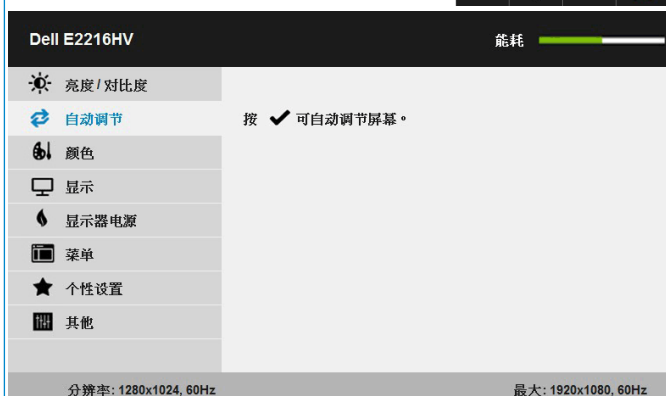 Dell E2216HV
能耗
亮度 / 对比度
自动调节
按 ✔ 可自动调节屏幕。
颜色
显示
显示器电源
菜单
个性设置
其他
分辨率: 1280x1024, 60Hz
最大: 1920x1080, 60Hz